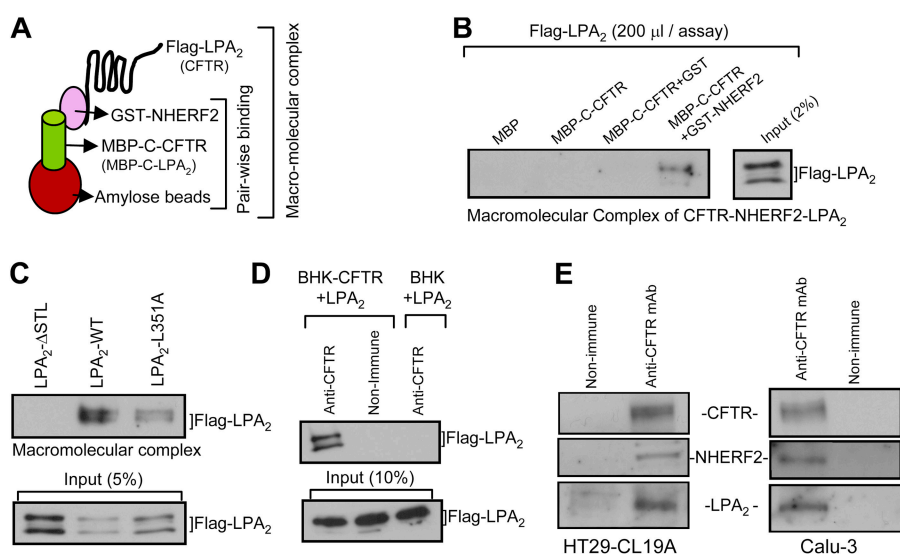 A
Flag-LPA2
(CFTR)
GST-NHERF2
MBP-C-CFTR
(MBP-C-LPA2)
Amylose beads
Pair-wise binding
Macro-molecular complex
B
Flag-LPA2 (200 µl / assay)
MBP
MBP-C-CFTR
MBP-C-CFTR+GST
MBP-C-CFTR
+GST-NHERF2
Input (2%)
]Flag-LPA2
Macromolecular Complex of CFTR-NHERF2-LPA2
C
LPA2-ΔSTL
LPA2-WT
LPA2-L351A
]Flag-LPA2
Macromolecular complex
Input (5%)
]Flag-LPA2
D
BHK-CFTR
+LPA2
BHK
+LPA2
Anti-CFTR
Non-Immune
Anti-CFTR
]Flag-LPA2
Input (10%)
]Flag-LPA2
E
Non-immune
Anti-CFTR mAb
Anti-CFTR mAb
Non-immune
-CFTR-
-NHERF2-
-LPA2 -
HT29-CL19A
Calu-3